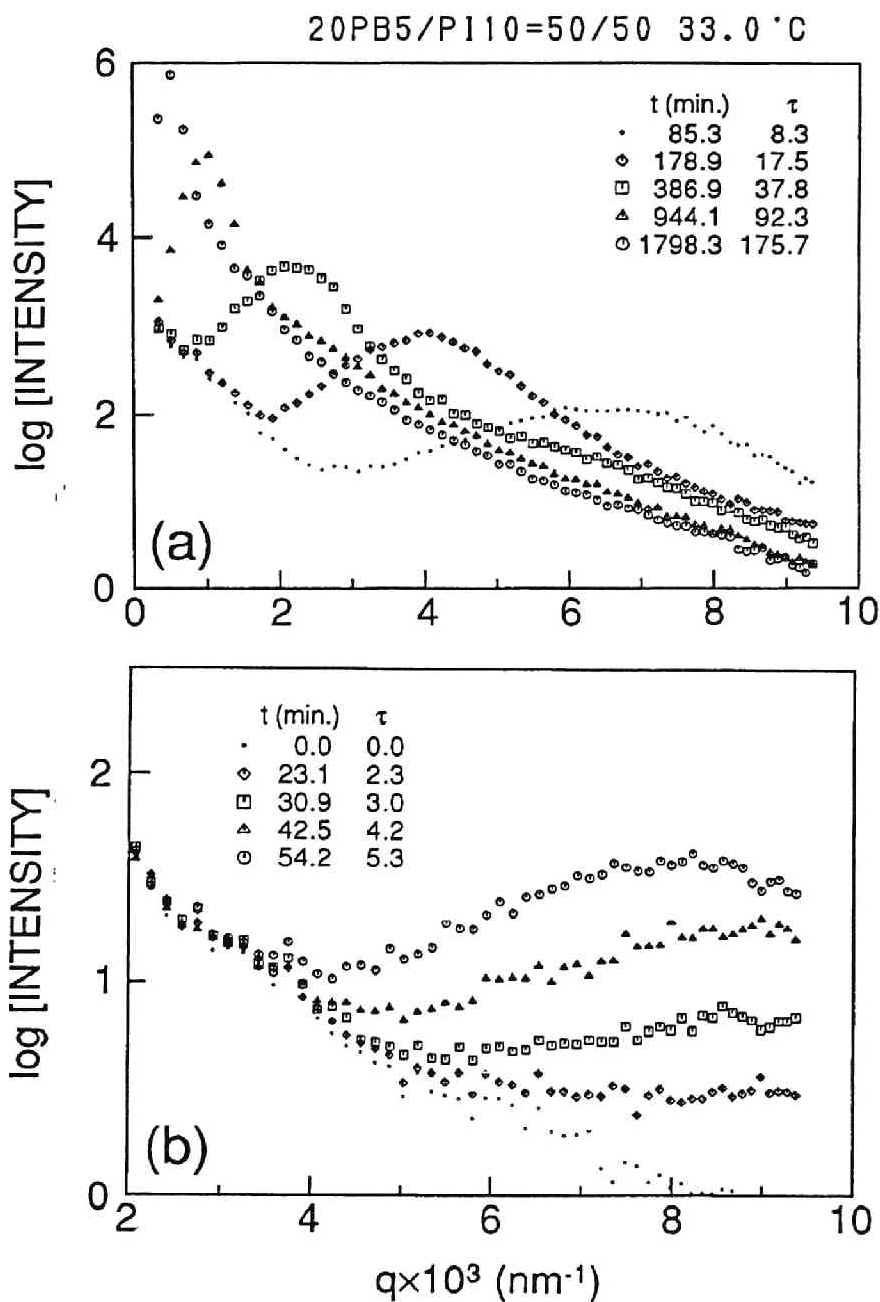 20PB5/PI10=50/50 33.0°C
6
4
2
0
log [INTENSITY]
t (min.) τ
85.3 8.3
178.9 17.5
386.9 37.8
944.1 92.3
1798.3 175.7
(a)
0 2 4 6 8 10
2
1
0
log [INTENSITY]
t (min.) τ
0.0 0.0
23.1 2.3
30.9 3.0
42.5 4.2
54.2 5.3
(b)
2 4 6 8 10
q×10³ (nm⁻¹)